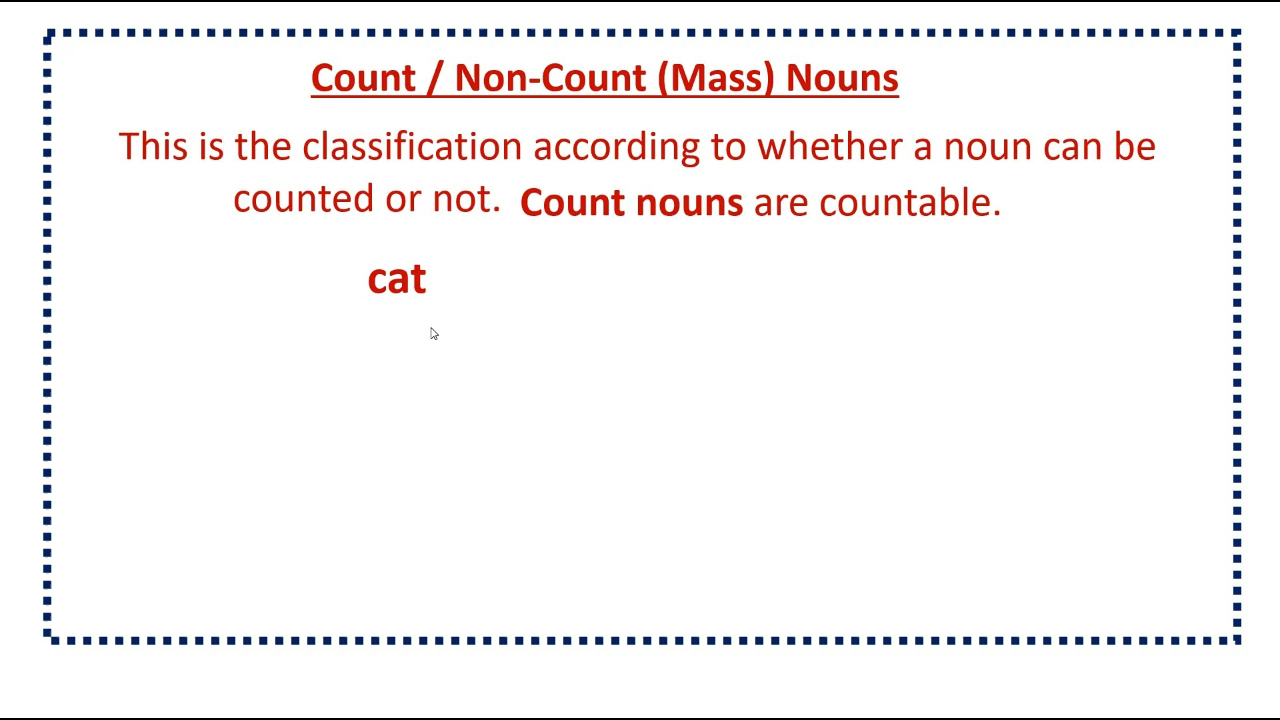 Count / Non-Count (Mass) Nouns
This is the classification according to whether a noun can be
counted or not. Count nouns are countable.
cat